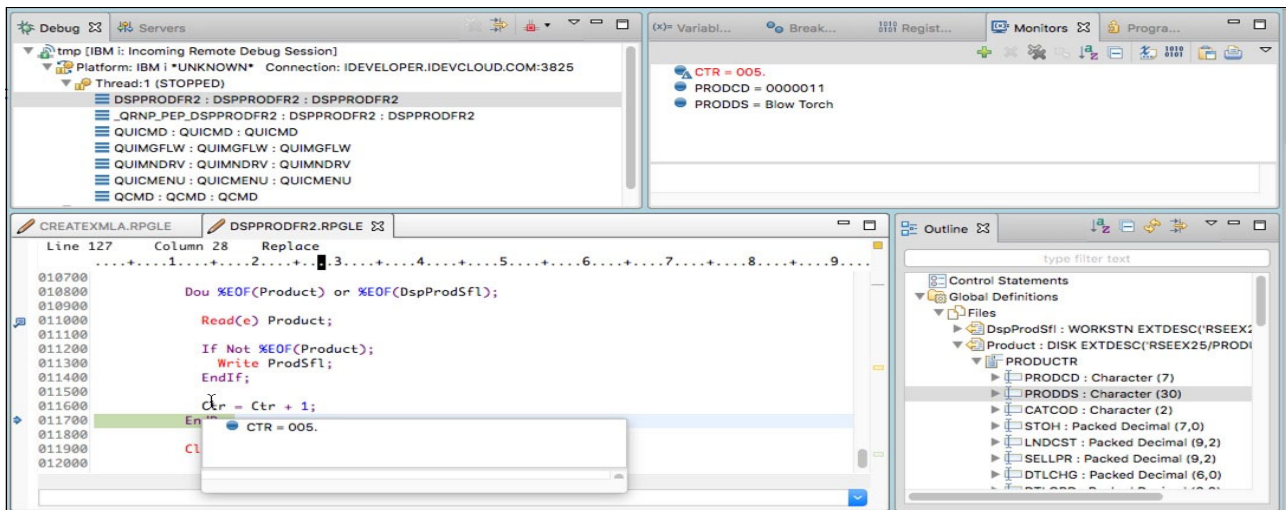 Debug Servers
tmp [IBM i: Incoming Remote Debug Session]
Platform: IBM i *UNKNOWN* Connection: IDEVELOPER.IDEVCLOUD.COM:3825
Thread:1 (STOPPED)
DSPPRODFR2 : DSPPRODFR2 : DSPPRODFR2
_QRNP_PEP_DSPPRODFR2 : DSPPRODFR2 : DSPPRODFR2
QUICMD : QUICMD : QUICMD
QUIMGFLW : QUIMGFLW : QUIMGFLW
QUIMNDRV : QUIMNDRV : QUIMNDRV
QUICMENU : QUICMENU : QUICMENU
QCMD : QCMD : QCMD
(x)= Variabl... Break... Regist... Monitors Progra...
CTR = 005.
PRODCD = 0000011
PRODDS = Blow Torch
CREATEXMLA.RPGLE DSPPRODFR2.RPGLE
Line 127 Column 28 Replace
....+....1....+....2....+....3....+....4....+....5....+....6....+....7....+....8....+....9....
010700
010800 Dou %EOF(Product) or %EOF(DspProdSfl);
010900
011000 Read(e) Product;
011100
011200 If Not %EOF(Product);
011300 Write ProdSfl;
011400 EndIf;
011500
011600 Ctr = Ctr + 1;
011700
CTR = 005.
011800
011900 Cl
012000
Outline
type filter text
Control Statements
Global Definitions
Files
DspProdSfl : WORKSTN EXTDESC('RSEEX2
Product : DISK EXTDESC('RSEEX25/PRODU
PRODUCTR
PRODCD : Character (7)
PRODDS : Character (30)
CATCOD : Character (2)
STOH : Packed Decimal (7,0)
LNDCST : Packed Decimal (9,2)
SELLPR : Packed Decimal (9,2)
DTLCHG : Packed Decimal (6,0)